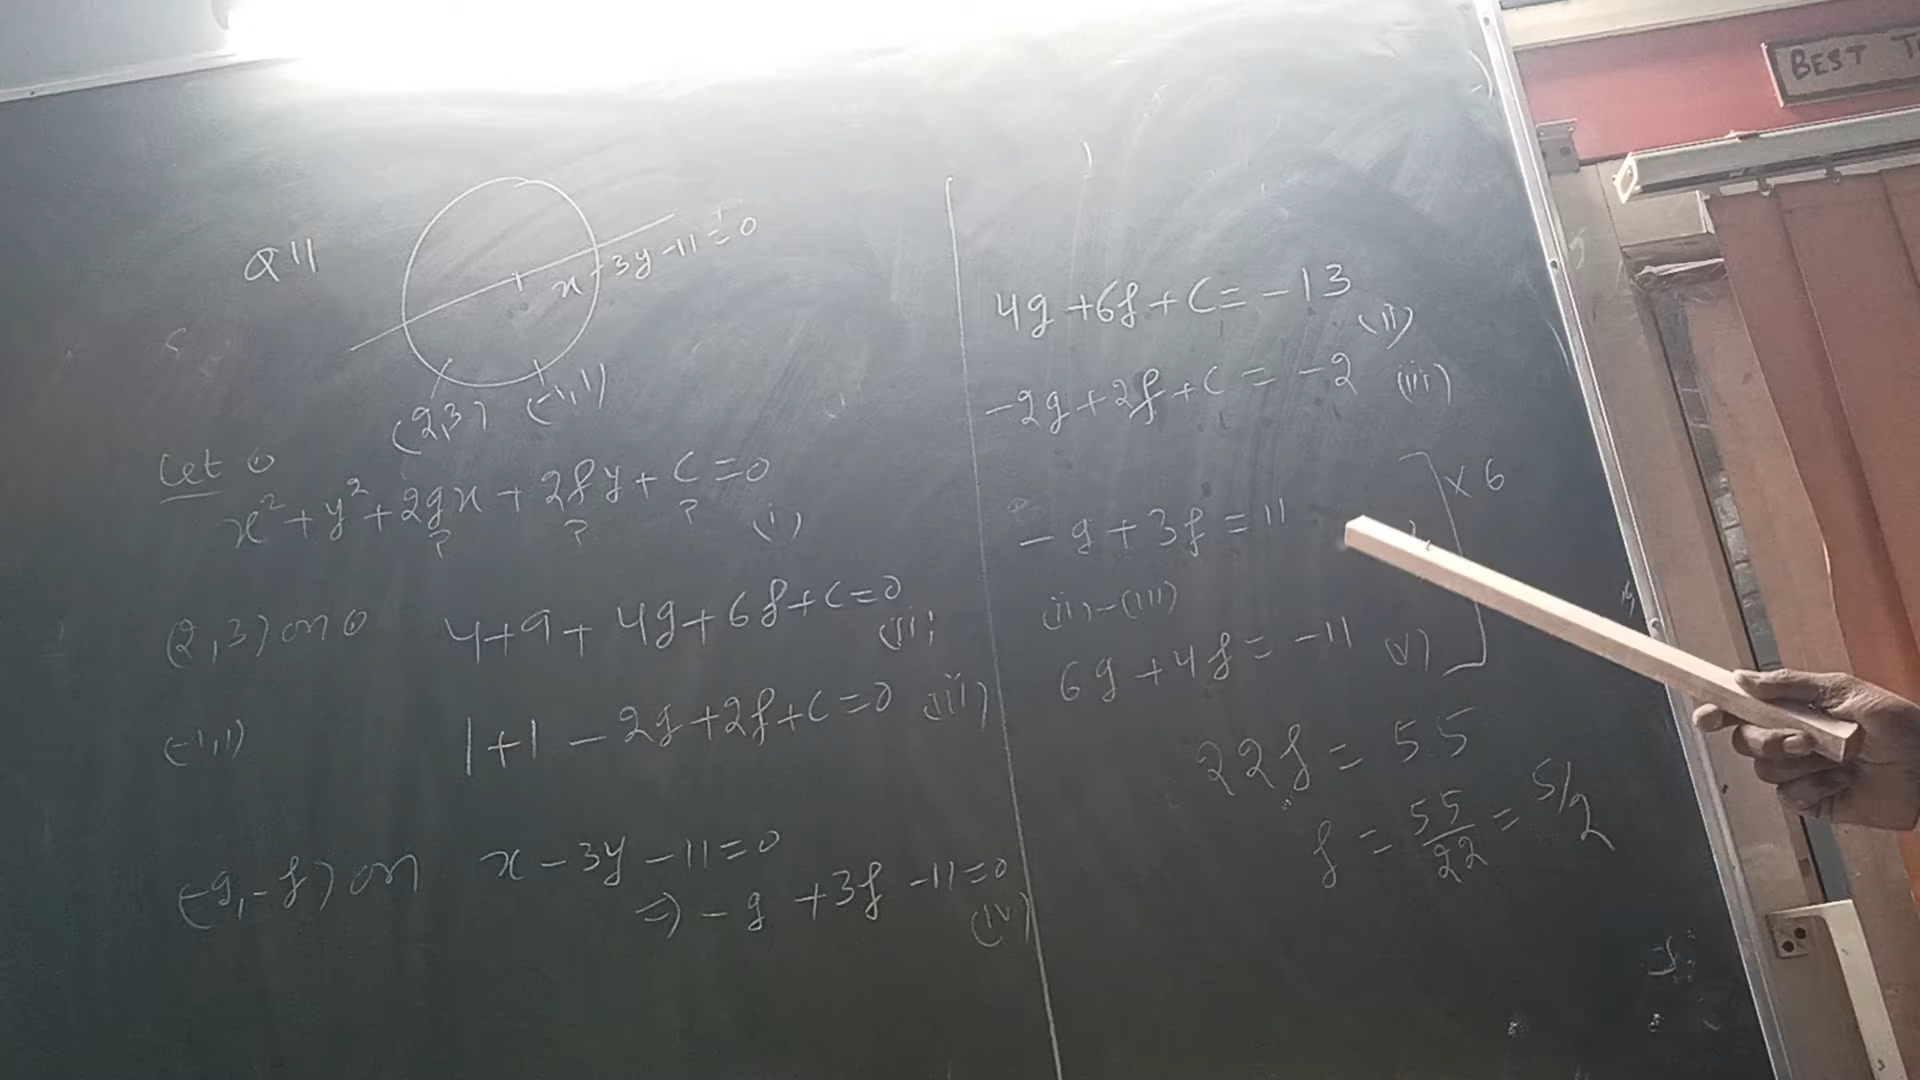 BEST
Q 11
x-3y-11=0
(2,3) (-1,1)
Let ⊙
x²+y²+2gx+2fy+c=0
? ? ? (i)
(2,3) on ⊙ 4+9+4g+6f+c=0 (ii)
(-1,1) 1+1-2g+2f+c=0 (iii)
(-g,-f) on x-3y-11=0
⇒ -g+3f-11=0
(iv)
4g+6f+c=-13
(ii)
-2g+2f+c=-2 (iii)
-g+3f=11 ×6
(ii)-(iii)
6g+4f=-11 (v)
22f=55
f=55/22=5/2